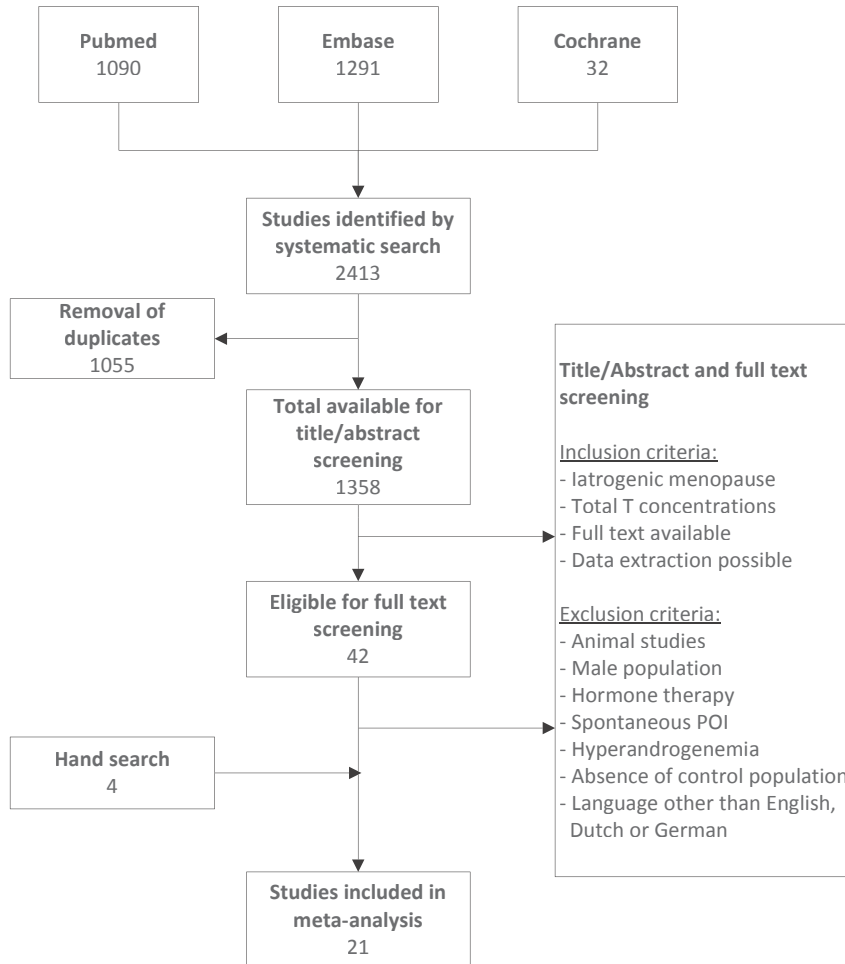 Pubmed
1090
Embase
1291
Cochrane
32
Studies identified by
systematic search
2413
Removal of
duplicates
1055
Total available for
title/abstract
screening
1358
Eligible for full text
screening
42
Hand search
4
Studies included in
meta-analysis
21
Title/Abstract and full text
screening
Inclusion criteria:
- Iatrogenic menopause
- Total T concentrations
- Full text available
- Data extraction possible
Exclusion criteria:
- Animal studies
- Male population
- Hormone therapy
- Spontaneous POI
- Hyperandrogenemia
- Absence of control population
- Language other than English,
Dutch or German